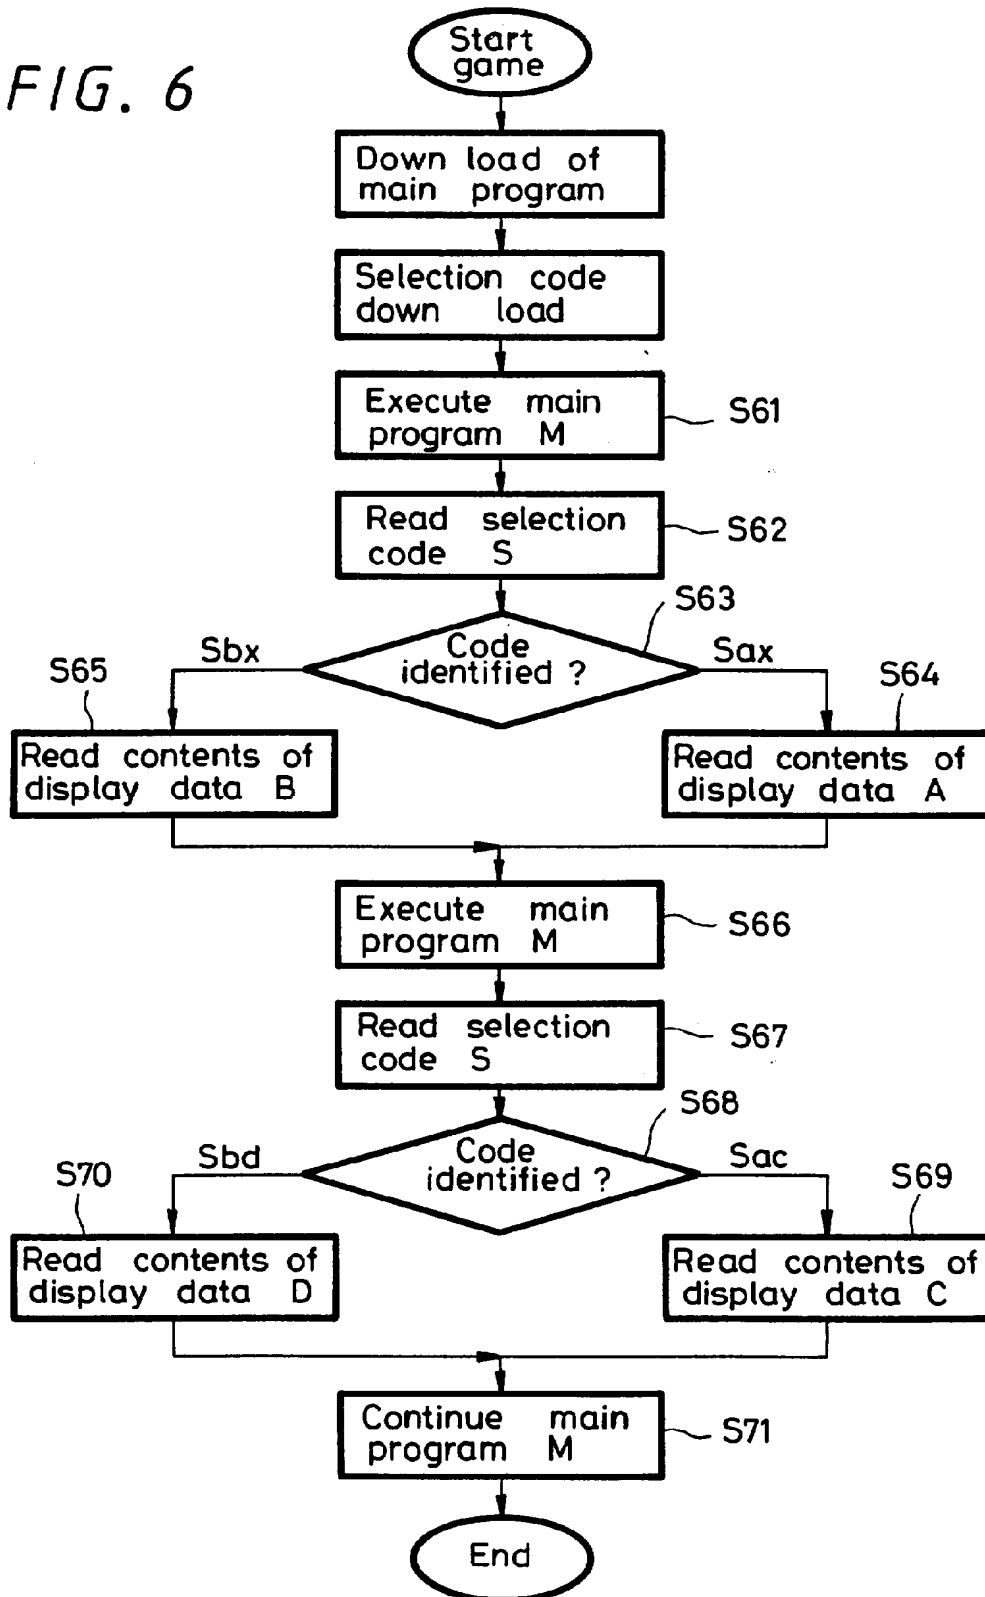 FIG. 6
Start
game
Down load of
main program
Selection code
down load
Execute main
program M
S61
Read selection
code S
S62
S63
Code
identified ?
Sbx
Sax
S65
S64
Read contents of
display data B
Read contents of
display data A
Execute main
program M
S66
Read selection
code S
S67
S68
Code
identified ?
Sbd
Sac
S70
S69
Read contents of
display data D
Read contents of
display data C
Continue main
program M
S71
End